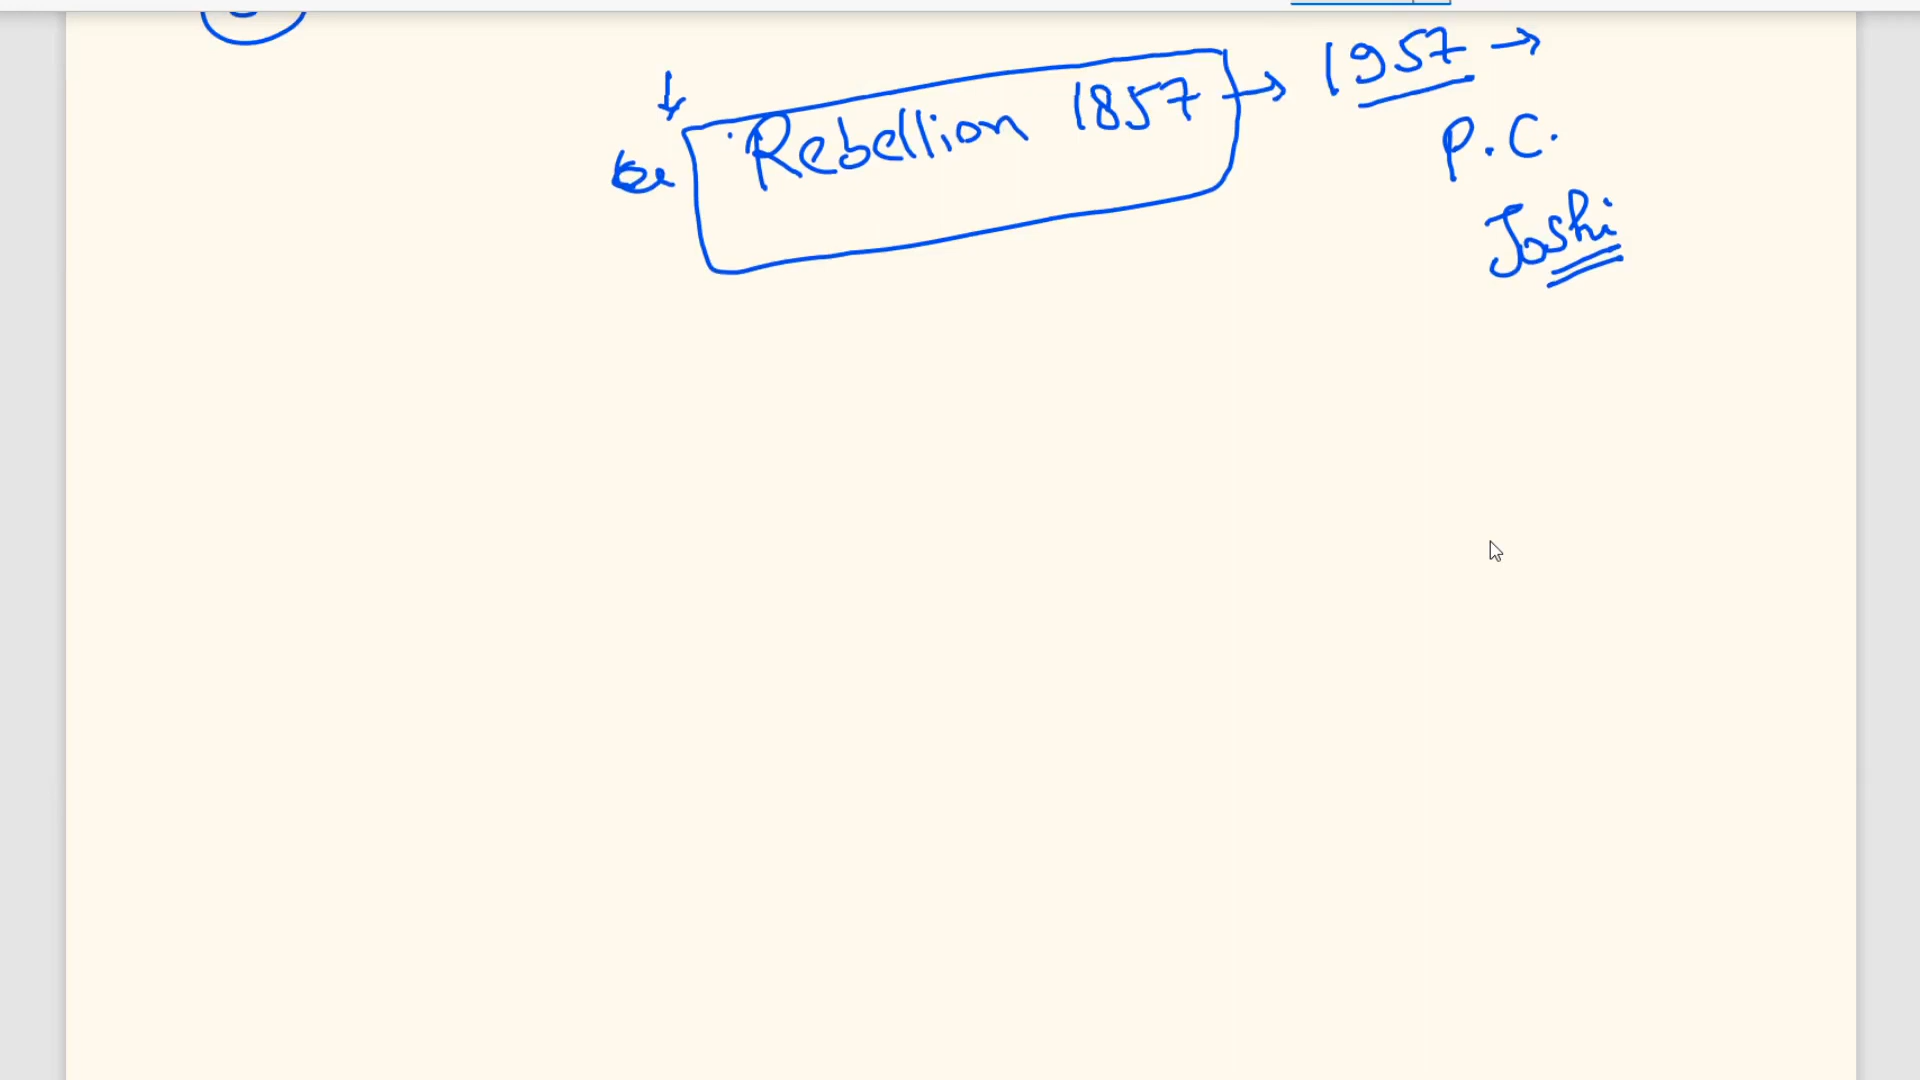 Rebellion 1857 → 1957 →
P.C.
Joshi